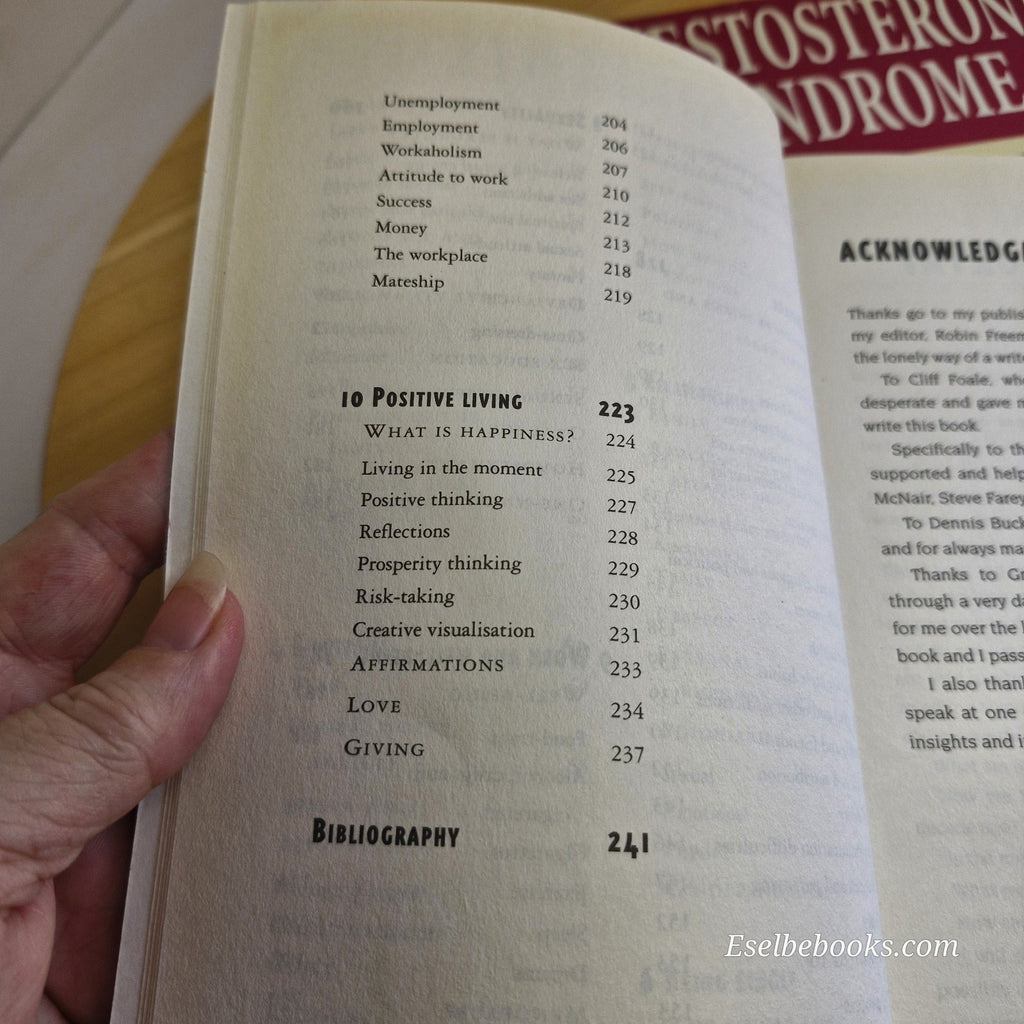 ESTOSTERON
NDROME
Unemployment 204
Employment 206
Workaholism 207
Attitude to work 210
Success 212
Money 213
The workplace 218
Mateship 219
10 POSITIVE LIVING 223
WHAT IS HAPPINESS? 224
Living in the moment 225
Positive thinking 227
Reflections 228
Prosperity thinking 229
Risk-taking 230
Creative visualisation 231
AFFIRMATIONS 233
LOVE 234
GIVING 237
BIBLIOGRAPHY 241
ACKNOWLEDG
Thanks go to my publis
my editor, Robin Freem
the lonely way of a write
To Cliff Foale, wh
desperate and gave m
write this book.
Specifically to th
supported and help
McNair, Steve Farey
To Dennis Buck
and for always ma
Thanks to Gr
through a very da
for me over the
book and I pass
I also thank
speak at one
insights and i
Eselbebooks.com